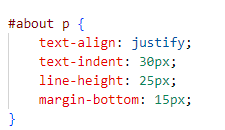 #about p {
    text-align: justify;
    text-indent: 30px;
    line-height: 25px;
    margin-bottom: 15px;
}